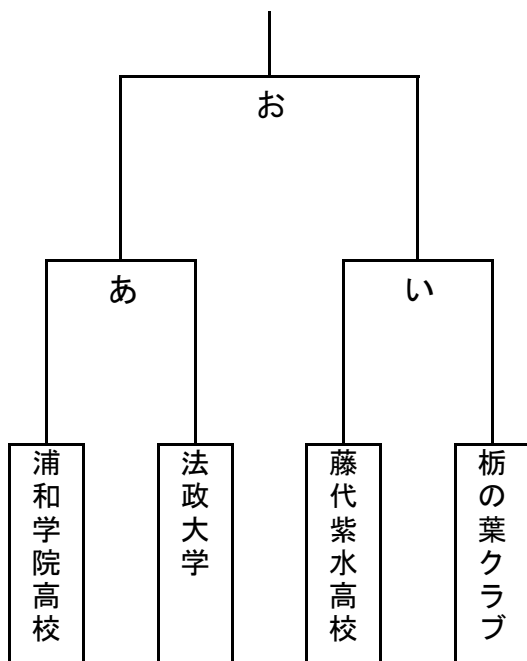 お
あ
い
浦和学院高校
法政大学
藤代紫水高校
栃の葉クラブ